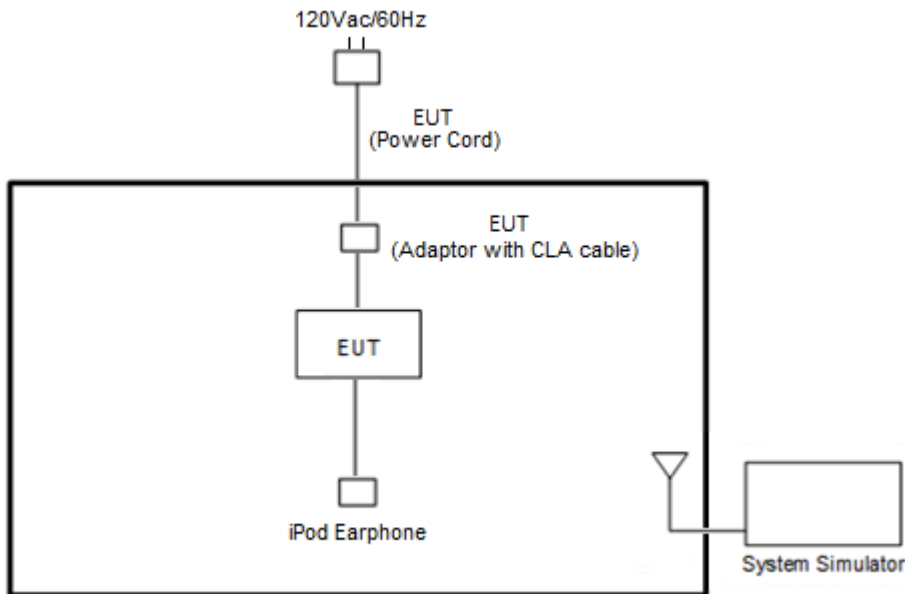 120Vac/60Hz
EUT
(Power Cord)
EUT
(Adaptor with CLA cable)
EUT
iPod Earphone
System Simulator